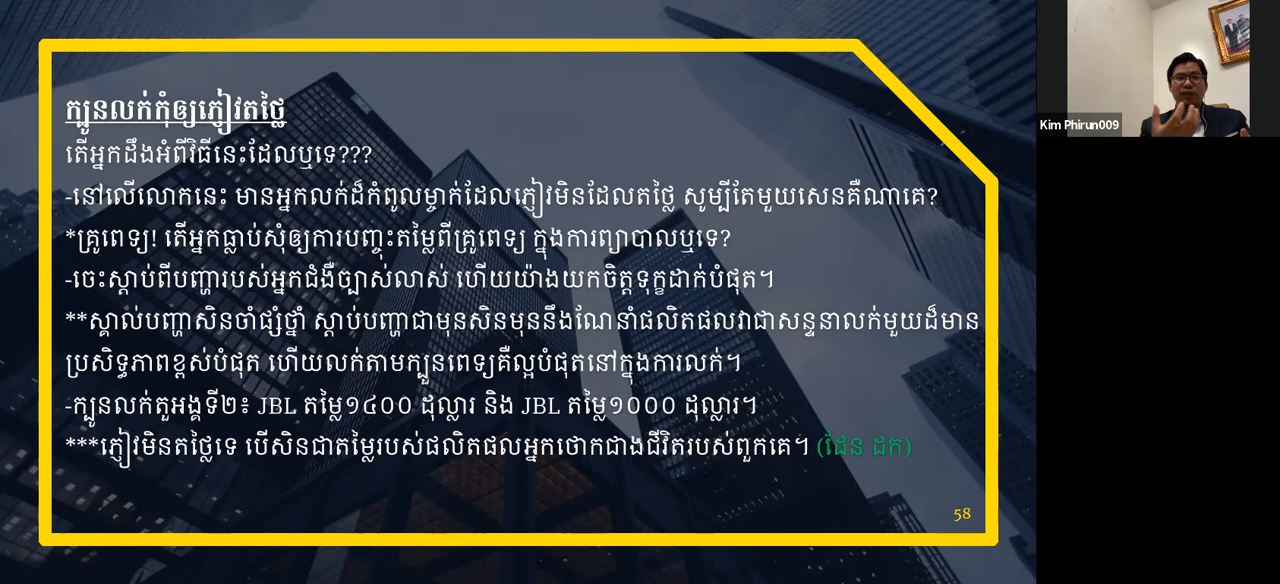 ក្បួនលក់កុំឲ្យភ្ញៀវតថ្លៃ
តើអ្នកដឹងអំពីវិធីនេះដែលឬទេ???
-នៅលើលោកនេះ មានអ្នកលក់ដ៏កំពូលម្ចាក់ដែលភ្ញៀវមិនដែលតថ្លៃ សូម្បីតែមួយសេនគឺណាគេ?
*គ្រូពេទ្យ! តើអ្នកធ្លាប់សុំឲ្យការបញ្ចុះតម្លៃពីគ្រូពេទ្យ ក្នុងការព្យាបាលឬទេ?
-ចេះស្តាប់ពីបញ្ហារបស់អ្នកជំងឺច្បាស់លាស់ ហើយយ៉ាងយកចិត្តទុក្ខដាក់បំផុត។
**ស្គាល់បញ្ហាសិនចាំផ្សំថ្នាំ ស្តាប់បញ្ហាជាមុនសិនមុននឹងណែនាំផលិតផលវាជាសន្ទនាលក់មួយដ៏មាន
ប្រសិទ្ធភាពខ្ពស់បំផុត ហើយលក់តាមក្បួនពេទ្យគឺល្អបំផុតនៅក្នុងការលក់។
-ក្បួនលក់តួអង្គទី២៖ JBL តម្លៃ១៤០០ ដុល្លារ និង JBL តម្លៃ១០០០ ដុល្លារ។
***ភ្ញៀវមិនតថ្លៃទេ បើសិនជាតម្លៃរបស់ផលិតផលអ្នកថោកជាងជីវិតរបស់ពួកគេ។ (ដែន ដក)
58
Kim Phirun009